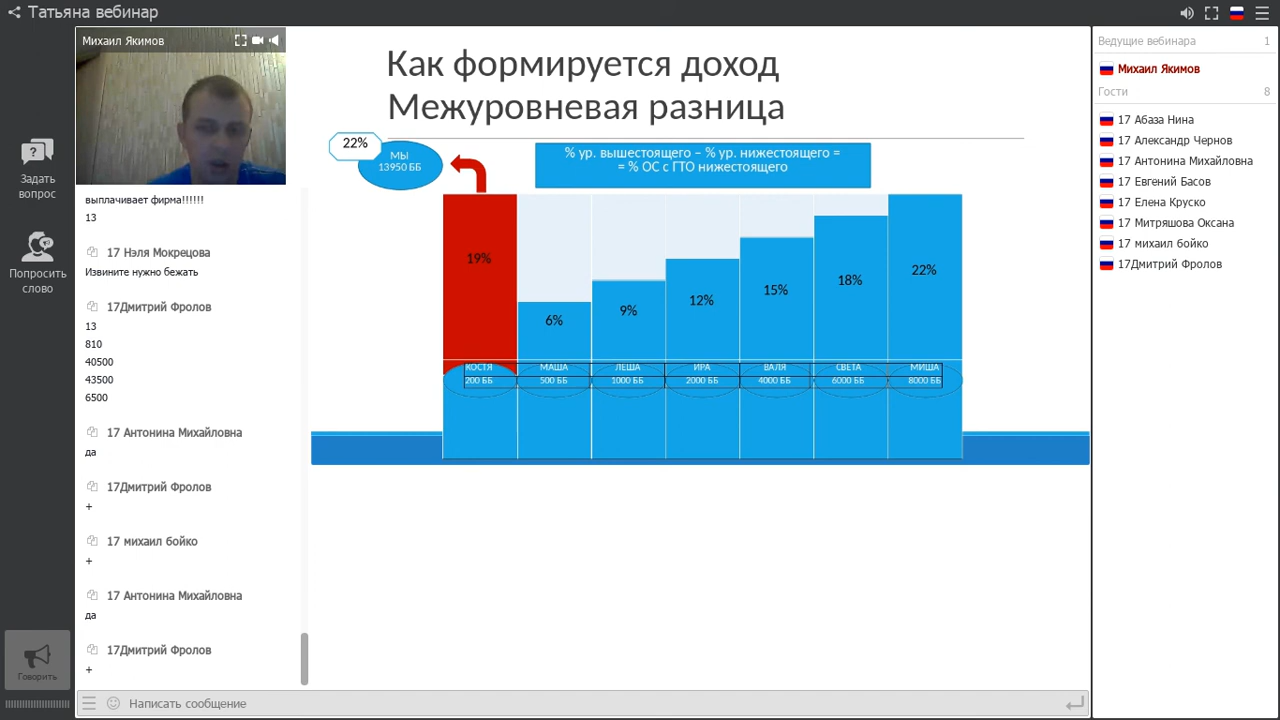 Татьяна вебинар
Михаил Якимов
Задать
вопрос
Попросить
слово
Говорить
выплачивает фирма!!!!!!
13
17 Нэля Мокрецова
Извините нужно бежать
17Дмитрий Фролов
13
810
40500
43500
6500
17 Антонина Михайловна
да
17Дмитрий Фролов
+
17 михаил бойко
+
17 Антонина Михайловна
да
17Дмитрий Фролов
+
Написать сообщение
Как формируется доход
Межуровневая разница
22%
МЫ
13950 ББ
% ур. вышестоящего – % ур. нижестоящего =
= % ОС с ГТО нижестоящего
19%
6%
9%
12%
15%
18%
22%
КОСТЯ
200 ББ
МАША
500 ББ
ЛЕША
1000 ББ
ИРА
2000 ББ
ВАЛЯ
4000 ББ
СВЕТА
6000 ББ
МИША
8000 ББ
Ведущие вебинара 1
Михаил Якимов
Гости 8
17 Абаза Нина
17 Александр Чернов
17 Антонина Михайловна
17 Евгений Басов
17 Елена Круско
17 Митряшова Оксана
17 михаил бойко
17Дмитрий Фролов